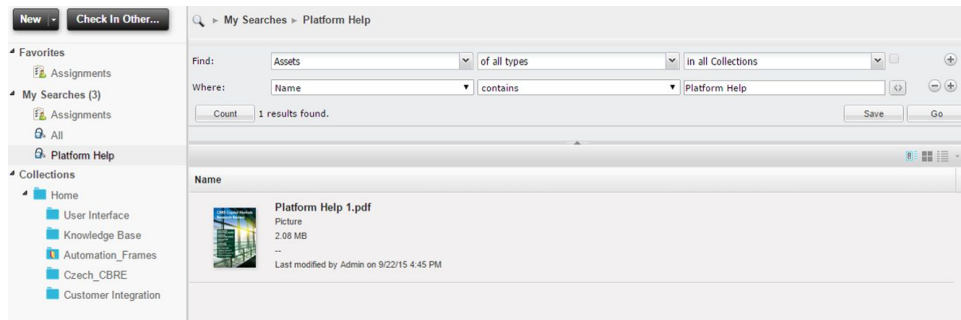 New Check In Other...
Favorites
Assignments
My Searches (3)
Assignments
All
Platform Help
Collections
Home
User Interface
Knowledge Base
Automation_Frames
Czech_CBRE
Customer Integration
My Searches Platform Help
Find: Assets of all types in all Collections
Where: Name contains Platform Help
Count 1 results found. Save Go
Name
Platform Help 1.pdf
Picture
2.08 MB
--
Last modified by Admin on 9/22/15 4:45 PM